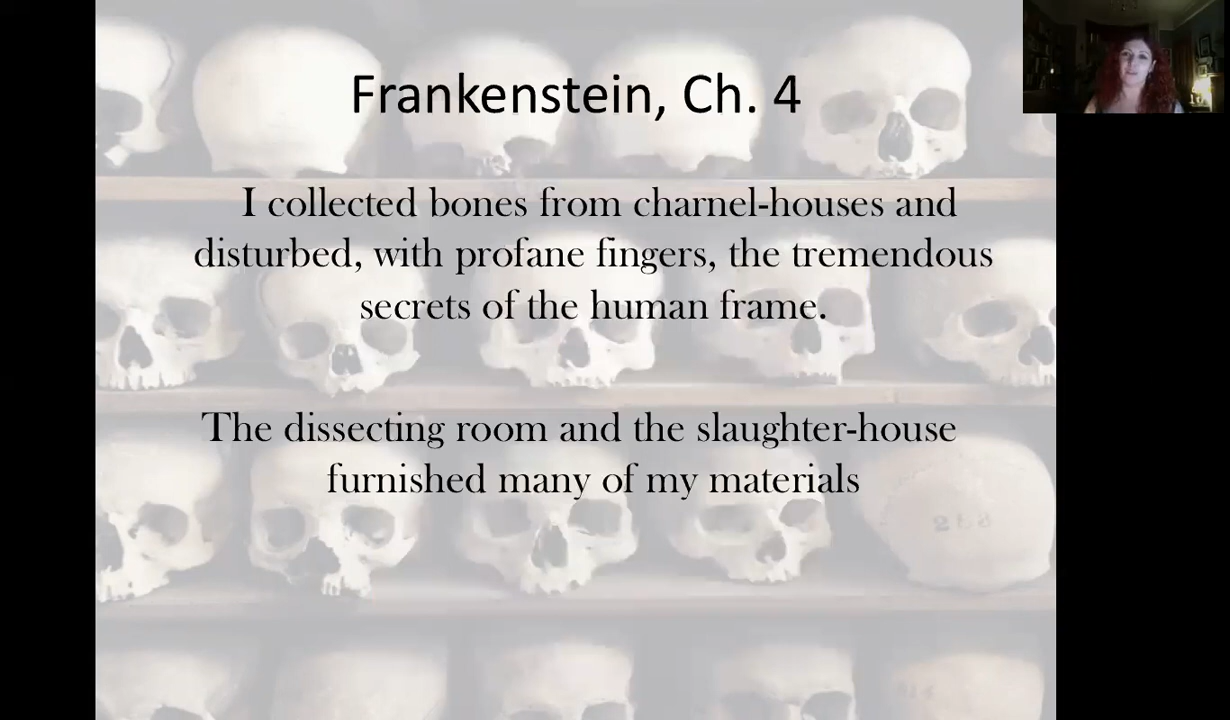 Frankenstein, Ch. 4
I collected bones from charnel-houses and
disturbed, with profane fingers, the tremendous
secrets of the human frame.
The dissecting room and the slaughter-house
furnished many of my materials